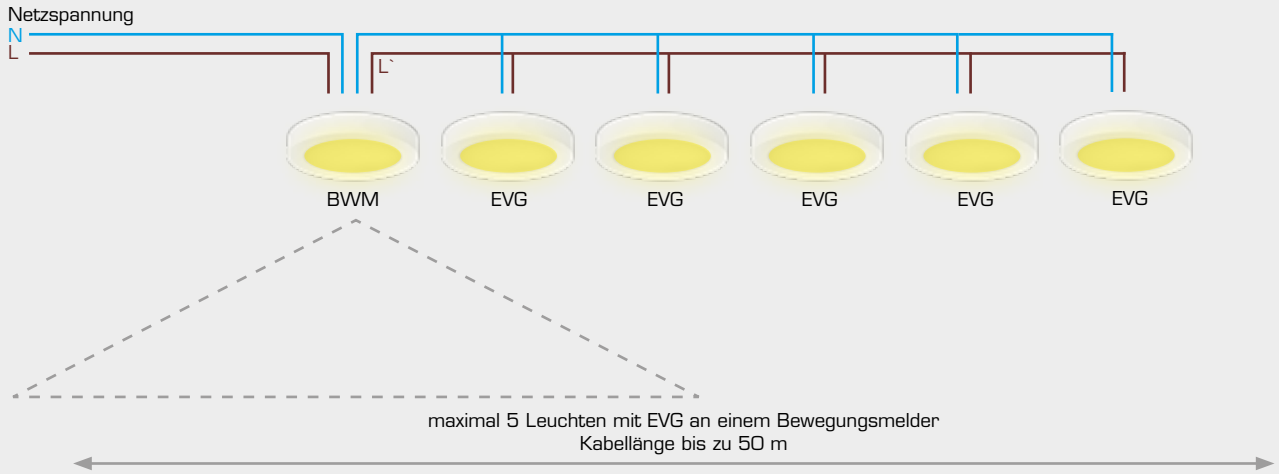 Netzspannung
N
L
L`
BWM EVG EVG EVG EVG EVG
maximal 5 Leuchten mit EVG an einem Bewegungsmelder
Kabellänge bis zu 50 m